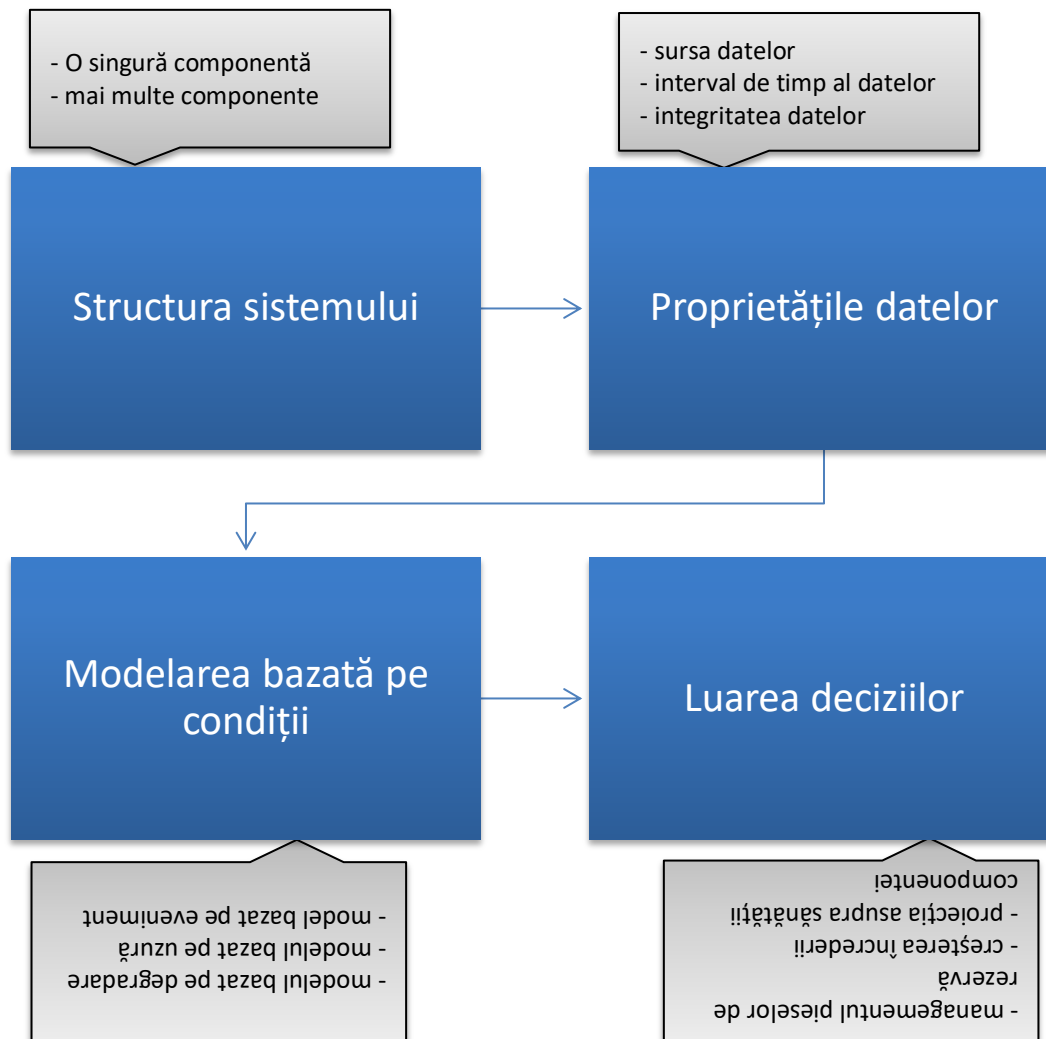 - O singură componentă
- mai multe componente
- sursa datelor
- interval de timp al datelor
- integritatea datelor
Structura sistemului
Proprietățile datelor
Modelarea bazată pe
condiții
Luarea deciziilor
- modelul bazat pe degradare
- modelul bazat pe uzură
- model bazat pe eveniment
- managementul pieselor de
rezervă
- creșterea încrederii
- proiecția asupra sănătății
componentei